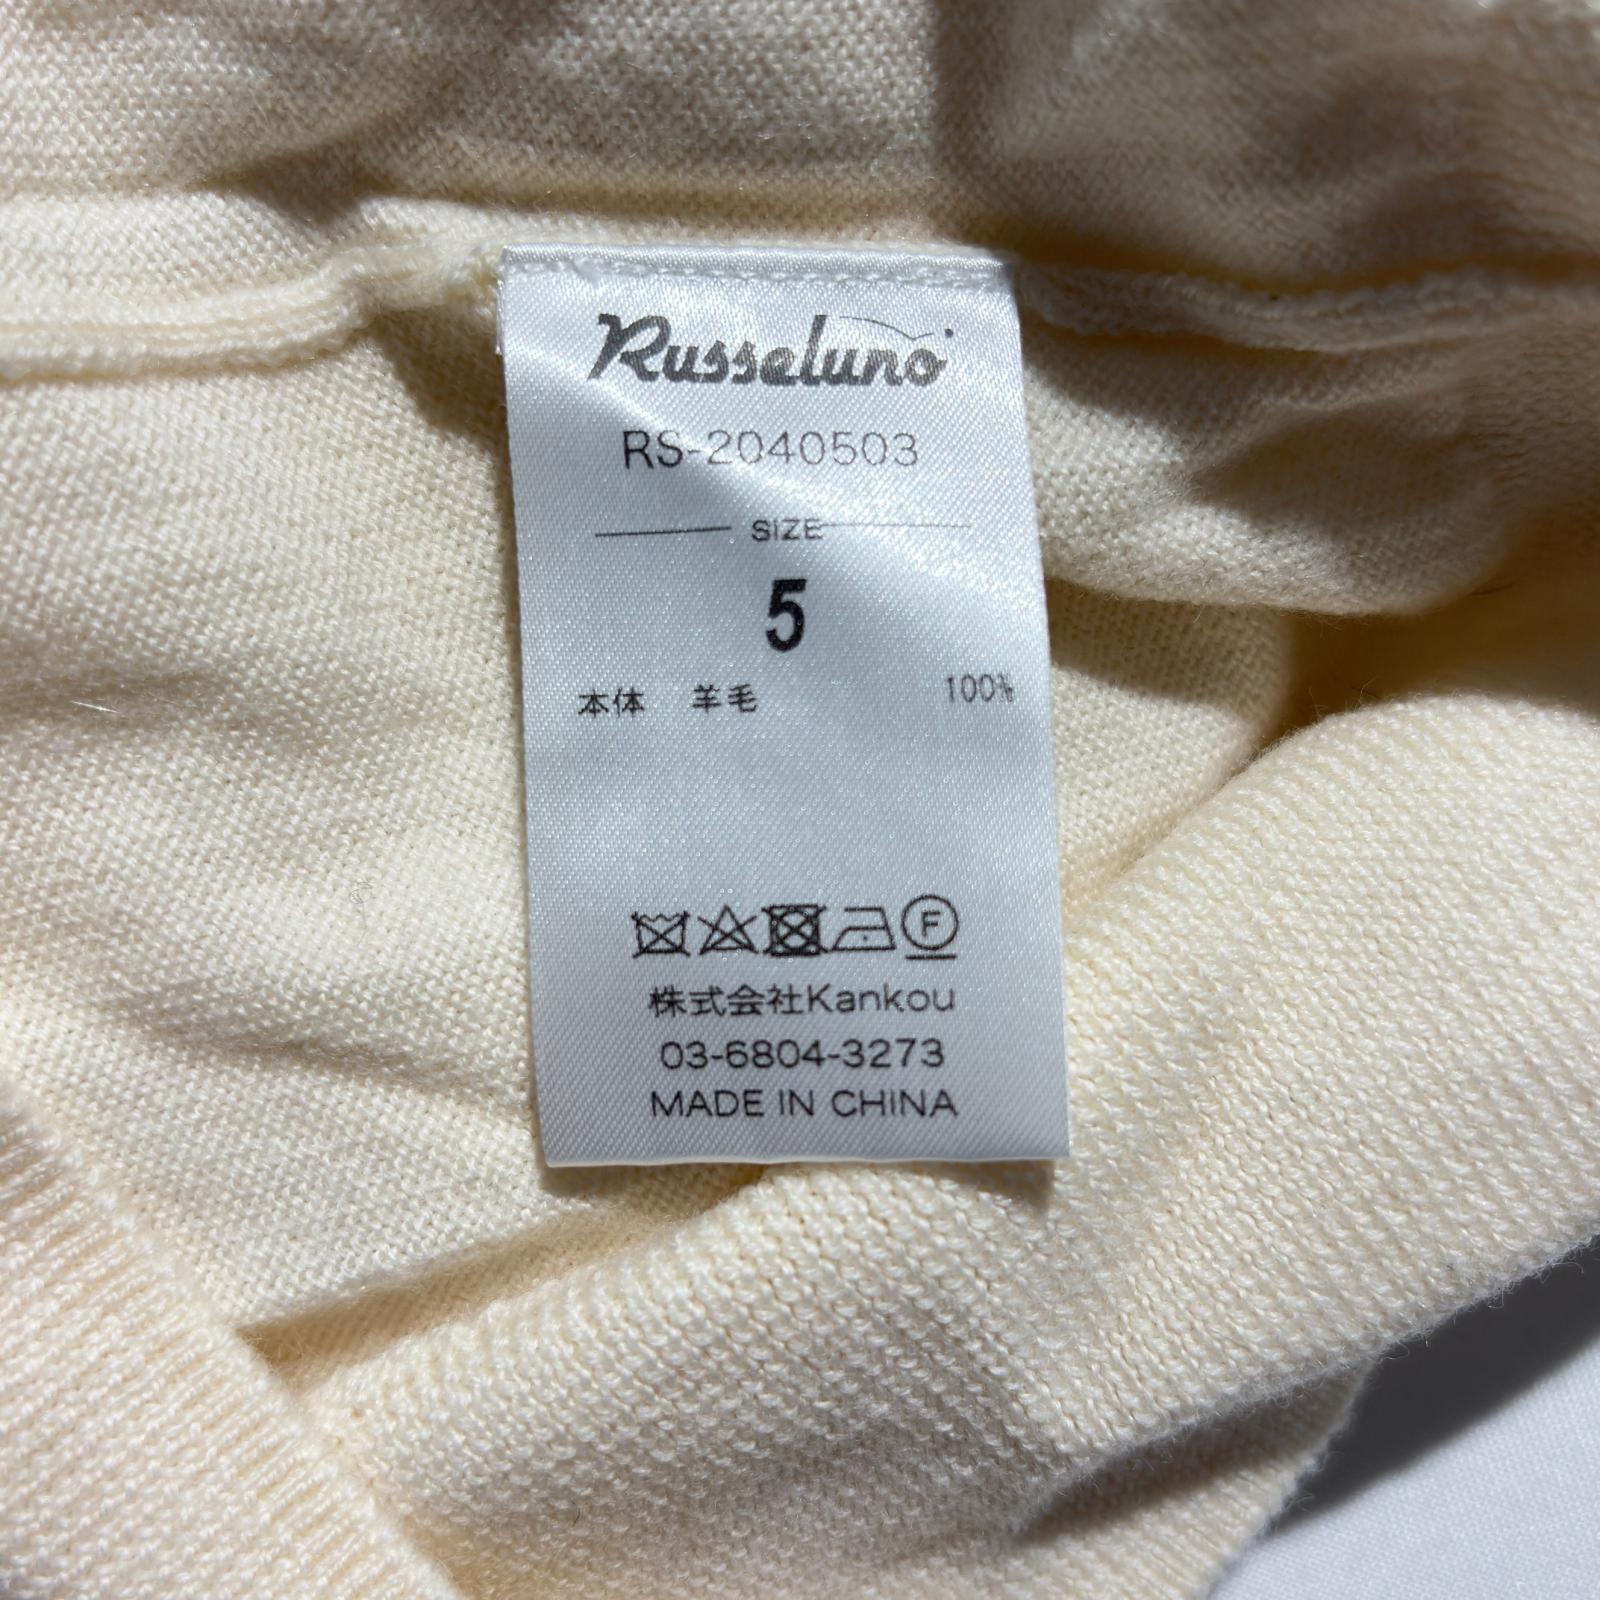 Russeluno
RS-2040503
SIZE
5
本体 羊毛 100%
F
株式会社Kankou
03-6804-3273
MADE IN CHINA